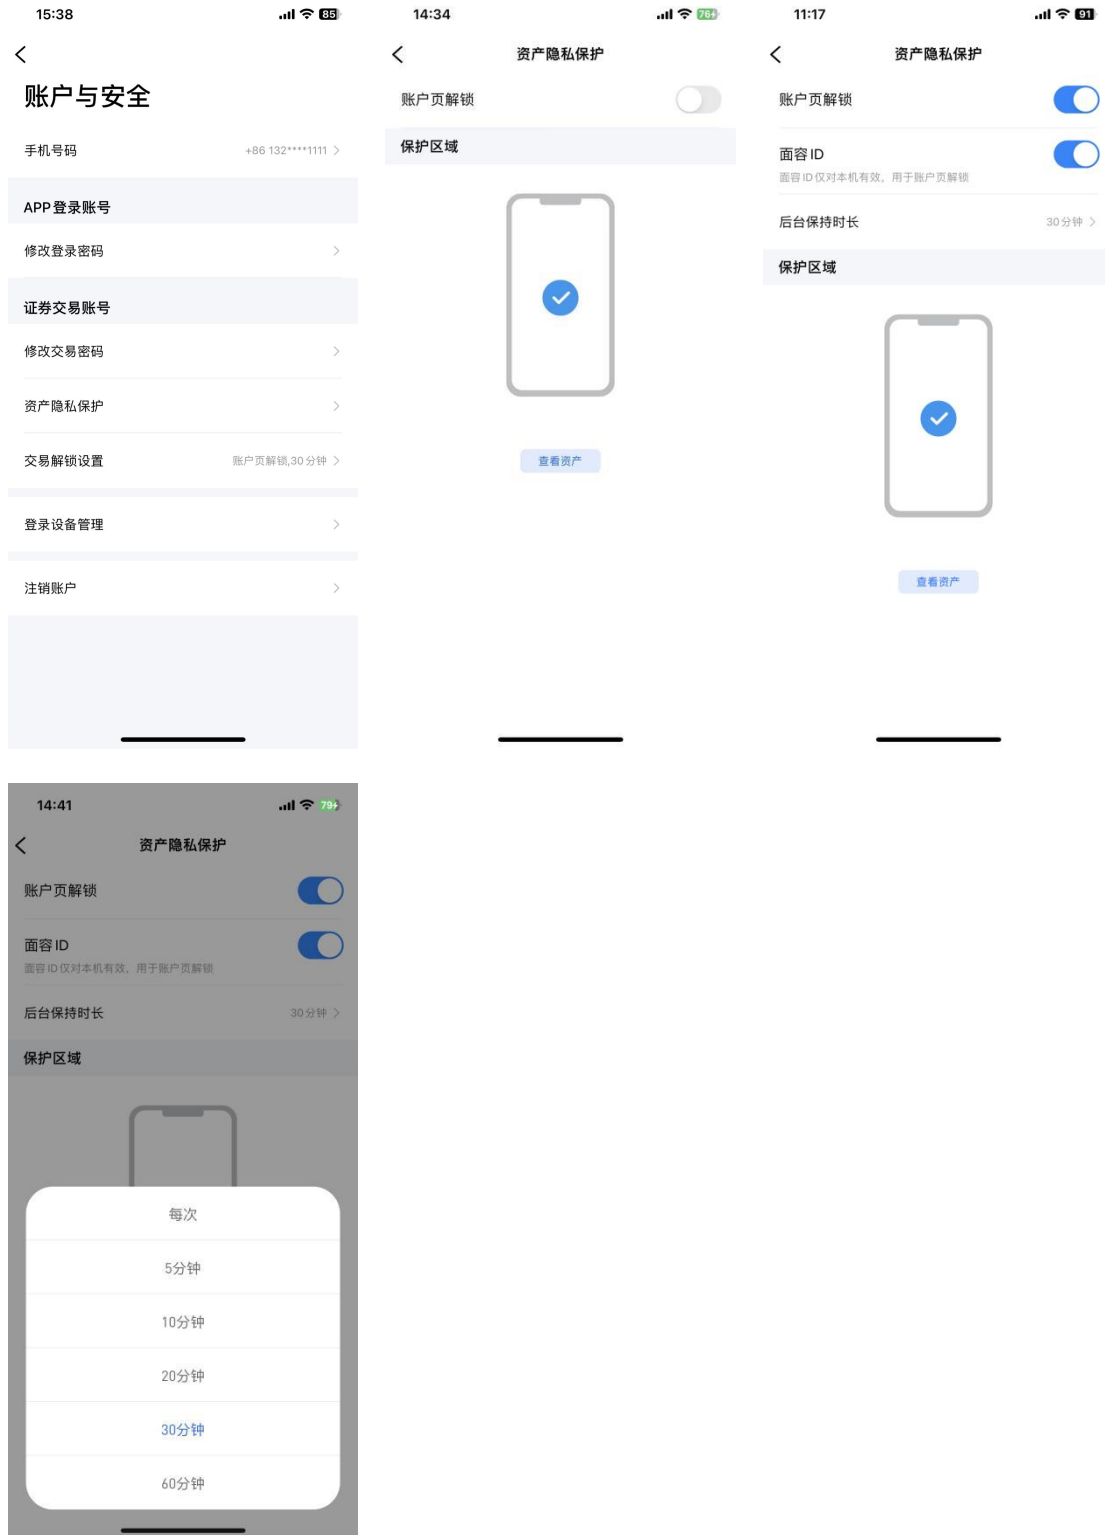 15:38
85
账户与安全
手机号码
+86 132****1111
APP登录账号
修改登录密码
证券交易账号
修改交易密码
资产隐私保护
交易解锁设置
账户页解锁,30分钟
登录设备管理
注销账户
14:34
76
资产隐私保护
账户页解锁
保护区域
查看资产
11:17
91
资产隐私保护
账户页解锁
面容ID
面容ID仅对本机有效，用于账户页解锁
后台保持时长
30分钟
保护区域
查看资产
14:41
79
资产隐私保护
账户页解锁
面容ID
面容ID仅对本机有效，用于账户页解锁
后台保持时长
30分钟
保护区域
每次
5分钟
10分钟
20分钟
30分钟
60分钟